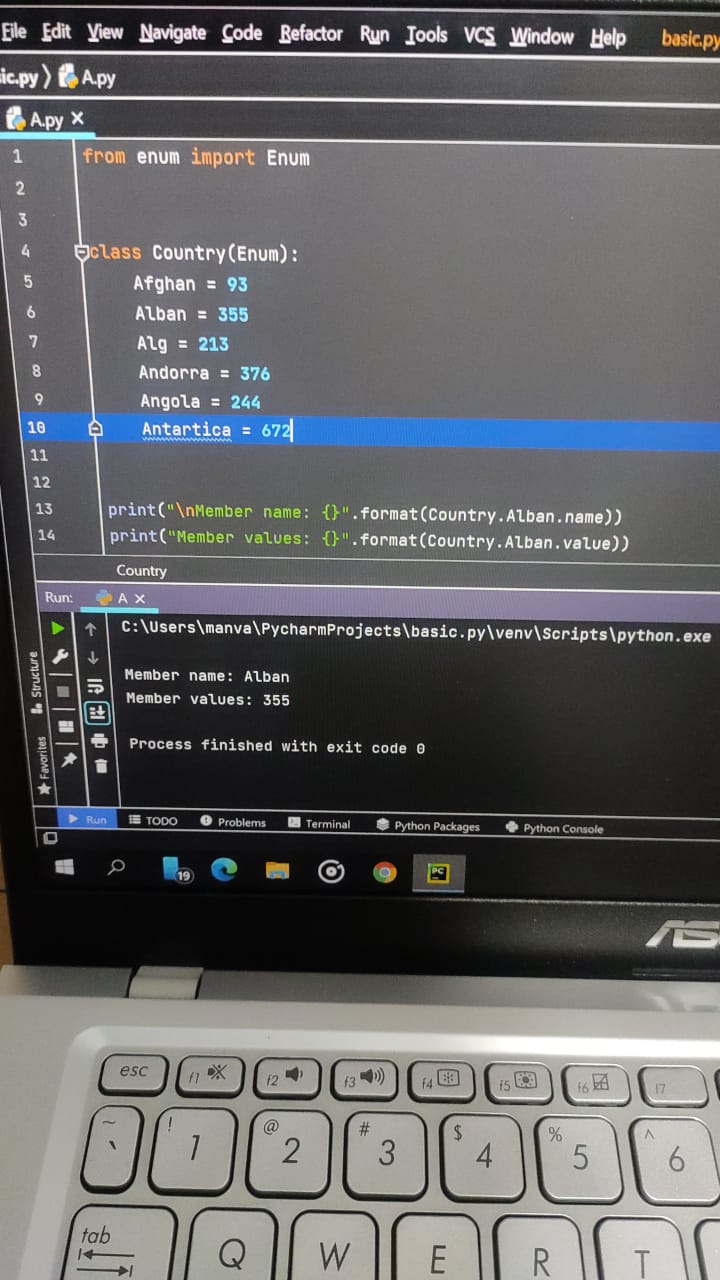 File Edit View Navigate Code Refactor Run Tools VCS Window Help basic.py
ic.py 〉 A.py
A.py ×
1 from enum import Enum
2
3
4 class Country(Enum):
5 Afghan = 93
6 Alban = 355
7 Alg = 213
8 Andorra = 376
9 Angola = 244
10 Antartica = 672
11
12
13 print("\nMember name: {}".format(Country.Alban.name))
14 print("Member values: {}".format(Country.Alban.value))
Country
Run: A ×
C:\Users\manva\PycharmProjects\basic.py\venv\Scripts\python.exe
Member name: Alban
Member values: 355
Process finished with exit code 0
Structure
Favorites
Run TODO Problems Terminal Python Packages Python Console
19 PC
ASUS
esc f1 f2 f3 f4 f5 f6 f7
~ ` ! 1 @ 2 # 3 $ 4 % 5 ^ 6
tab Q W E R T